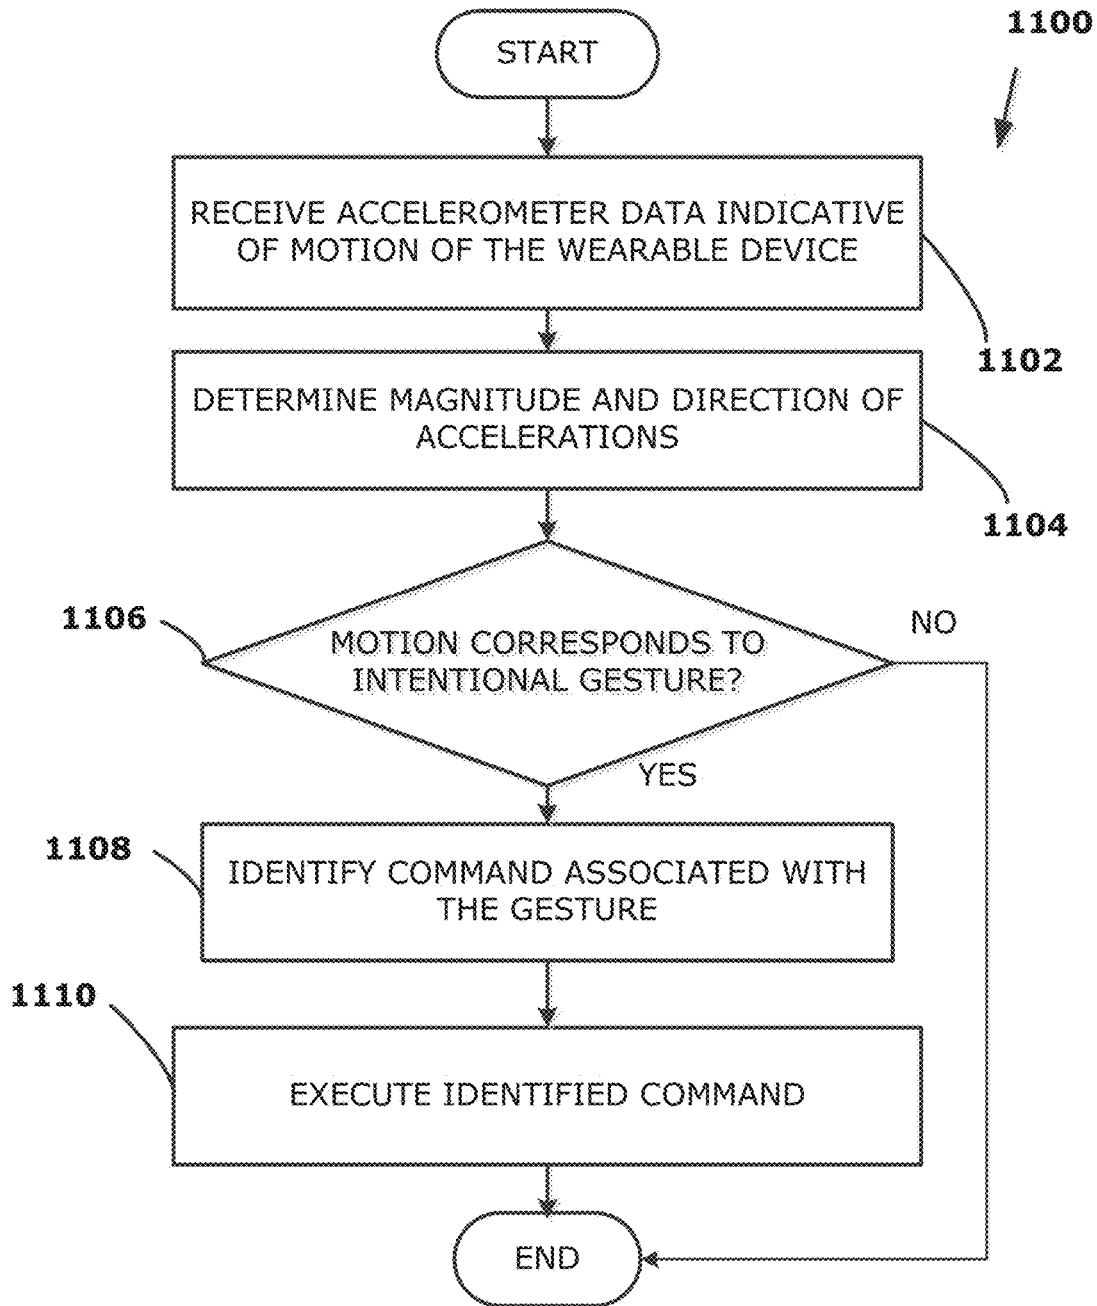 1100
START
RECEIVE ACCELEROMETER DATA INDICATIVE
OF MOTION OF THE WEARABLE DEVICE
1102
DETERMINE MAGNITUDE AND DIRECTION OF
ACCELERATIONS
1104
1106
NO
MOTION CORRESPONDS TO
INTENTIONAL GESTURE?
YES
1108
IDENTIFY COMMAND ASSOCIATED WITH
THE GESTURE
1110
EXECUTE IDENTIFIED COMMAND
END